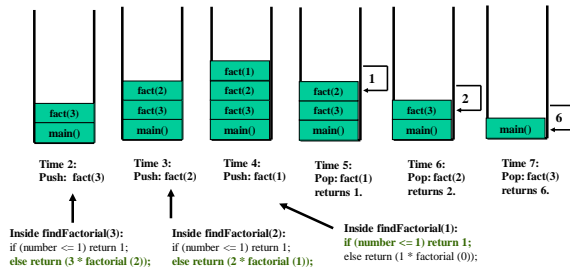 fact(3)
main()
fact(2)
fact(3)
main()
fact(1)
fact(2)
fact(3)
main()
fact(2)
fact(3)
main()
1
fact(3)
main()
2
main()
6
Time 2:
Push: fact(3)
Time 3:
Push: fact(2)
Time 4:
Push: fact(1)
Time 5:
Pop: fact(1)
returns 1.
Time 6:
Pop: fact(2)
returns 2.
Time 7:
Pop: fact(3)
returns 6.
Inside findFactorial(3):
if (number <= 1) return 1;
else return (3 * factorial (2));
Inside findFactorial(2):
if (number <= 1) return 1;
else return (2 * factorial (1));
Inside findFactorial(1):
if (number <= 1) return 1;
else return (1 * factorial (0));